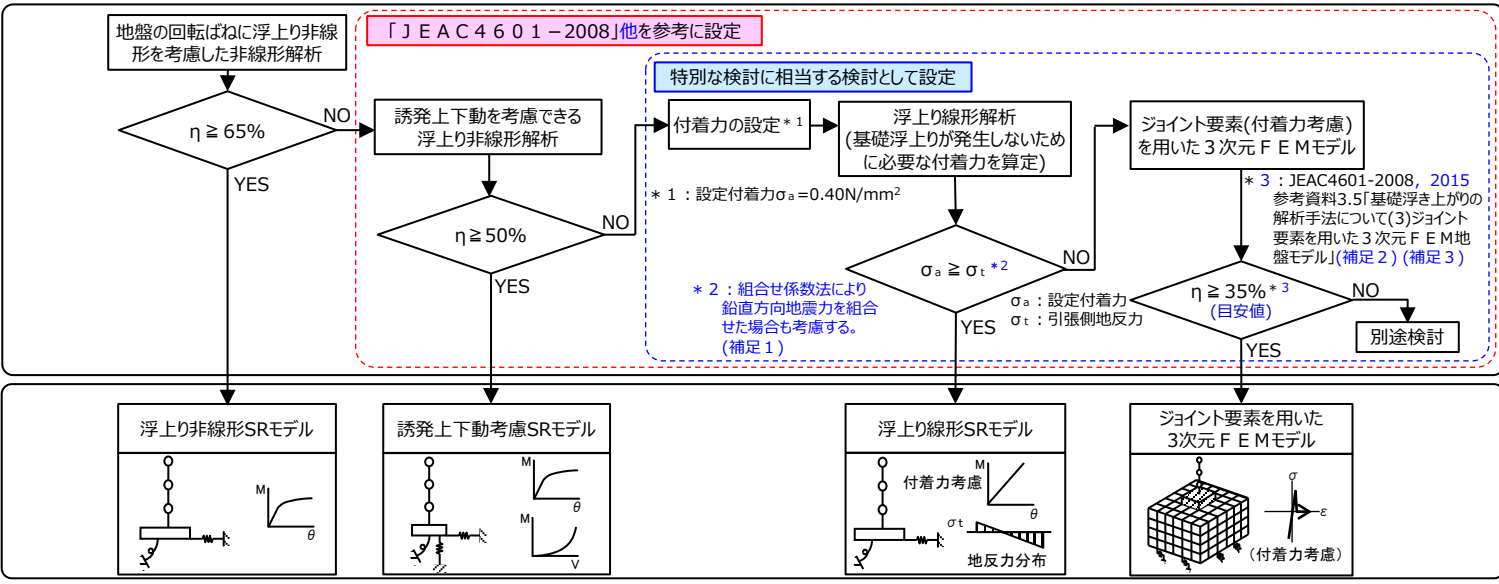 地盤の回転ばねに浮上り非線
形を考慮した非線形解析
「ＪＥＡＣ４６０１−2008」他を参考に設定
特別な検討に相当する検討として設定
η≧65%
NO
YES
誘発上下動を考慮できる
浮上り非線形解析
η≧50%
NO
YES
付着力の設定＊1
＊1：設定付着力σa=0.40N/mm²
浮上り線形解析
(基礎浮上りが発生しないため
に必要な付着力を算定)
σa≧σt＊2
NO
YES
＊2：組合せ係数法により
鉛直方向地震力を組合
せた場合も考慮する。
(補足１)
σa：設定付着力
σt：引張側地反力
ジョイント要素(付着力考慮)
を用いた３次元ＦＥＭモデル
＊3：JEAC4601-2008, 2015
参考資料3.5「基礎浮き上がりの
解析手法について(3)ジョイント
要素を用いた３次元ＦＥＭ地
盤モデル」(補足２) (補足３)
η≧35%＊3
(目安値)
NO
YES
別途検討
浮上り非線形SRモデル
M
θ
誘発上下動考慮SRモデル
M
θ
M
V
浮上り線形SRモデル
付着力考慮
M
θ
σt
地反力分布
ジョイント要素を用いた
3次元ＦＥＭモデル
σ
ε
(付着力考慮)